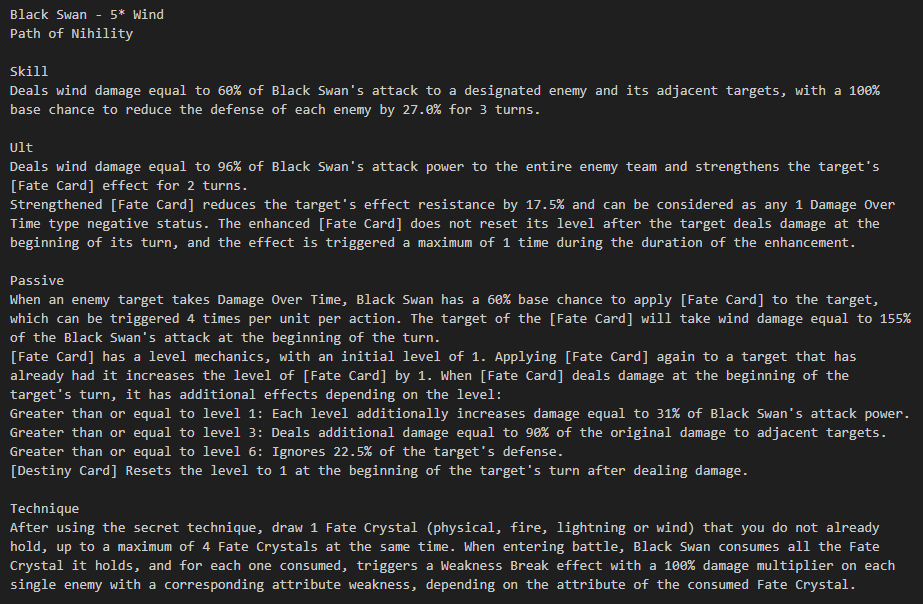 Black Swan - 5* Wind
Path of Nihility
Skill
Deals wind damage equal to 60% of Black Swan's attack to a designated enemy and its adjacent targets, with a 100%
base chance to reduce the defense of each enemy by 27.0% for 3 turns.
Ult
Deals wind damage equal to 96% of Black Swan's attack power to the entire enemy team and strengthens the target's
[Fate Card] effect for 2 turns.
Strengthened [Fate Card] reduces the target's effect resistance by 17.5% and can be considered as any 1 Damage Over
Time type negative status. The enhanced [Fate Card] does not reset its level after the target deals damage at the
beginning of its turn, and the effect is triggered a maximum of 1 time during the duration of the enhancement.
Passive
When an enemy target takes Damage Over Time, Black Swan has a 60% base chance to apply [Fate Card] to the target,
which can be triggered 4 times per unit per action. The target of the [Fate Card] will take wind damage equal to 155%
of the Black Swan's attack at the beginning of the turn.
[Fate Card] has a level mechanics, with an initial level of 1. Applying [Fate Card] again to a target that has
already had it increases the level of [Fate Card] by 1. When [Fate Card] deals damage at the beginning of the
target's turn, it has additional effects depending on the level:
Greater than or equal to level 1: Each level additionally increases damage equal to 31% of Black Swan's attack power.
Greater than or equal to level 3: Deals additional damage equal to 90% of the original damage to adjacent targets.
Greater than or equal to level 6: Ignores 22.5% of the target's defense.
[Destiny Card] Resets the level to 1 at the beginning of the target's turn after dealing damage.
Technique
After using the secret technique, draw 1 Fate Crystal (physical, fire, lightning or wind) that you do not already
hold, up to a maximum of 4 Fate Crystals at the same time. When entering battle, Black Swan consumes all the Fate
Crystal it holds, and for each one consumed, triggers a Weakness Break effect with a 100% damage multiplier on each
single enemy with a corresponding attribute weakness, depending on the attribute of the consumed Fate Crystal.